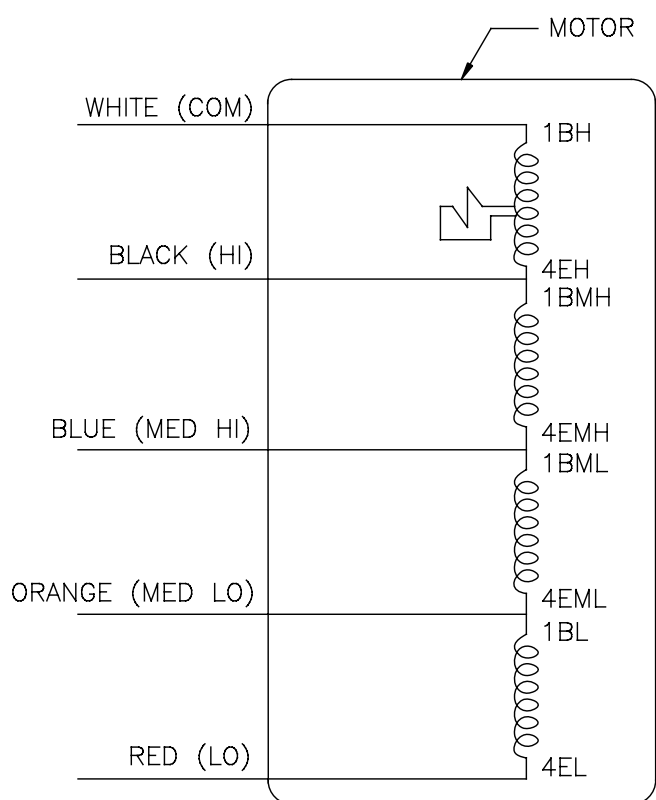 MOTOR
WHITE (COM)
1BH
BLACK (HI)
4EH
1BMH
BLUE (MED HI)
4EMH
1BML
ORANGE (MED LO)
4EML
1BL
RED (LO)
4EL